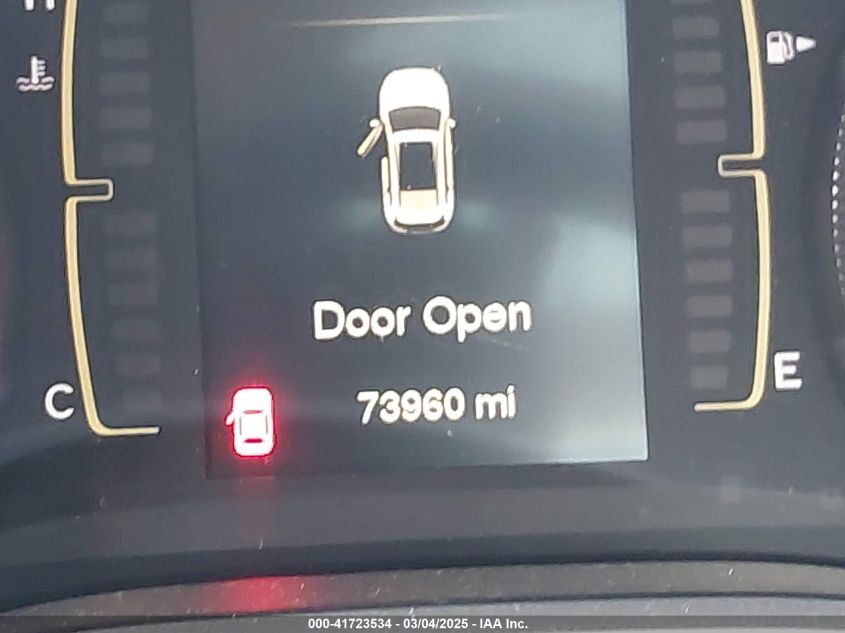 H
Door Open
73960 mi
C
E
000-41723534 - 03/04/2025 - IAA Inc.